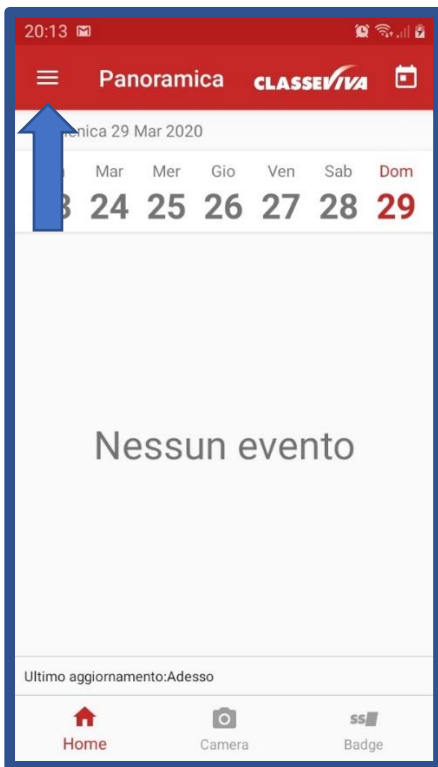 20:13
Panoramica CLASSEVIVA
nica 29 Mar 2020
Mar Mer Gio Ven Sab Dom
24 25 26 27 28 29
Nessun evento
Ultimo aggiornamento:Adesso
Home Camera Badge